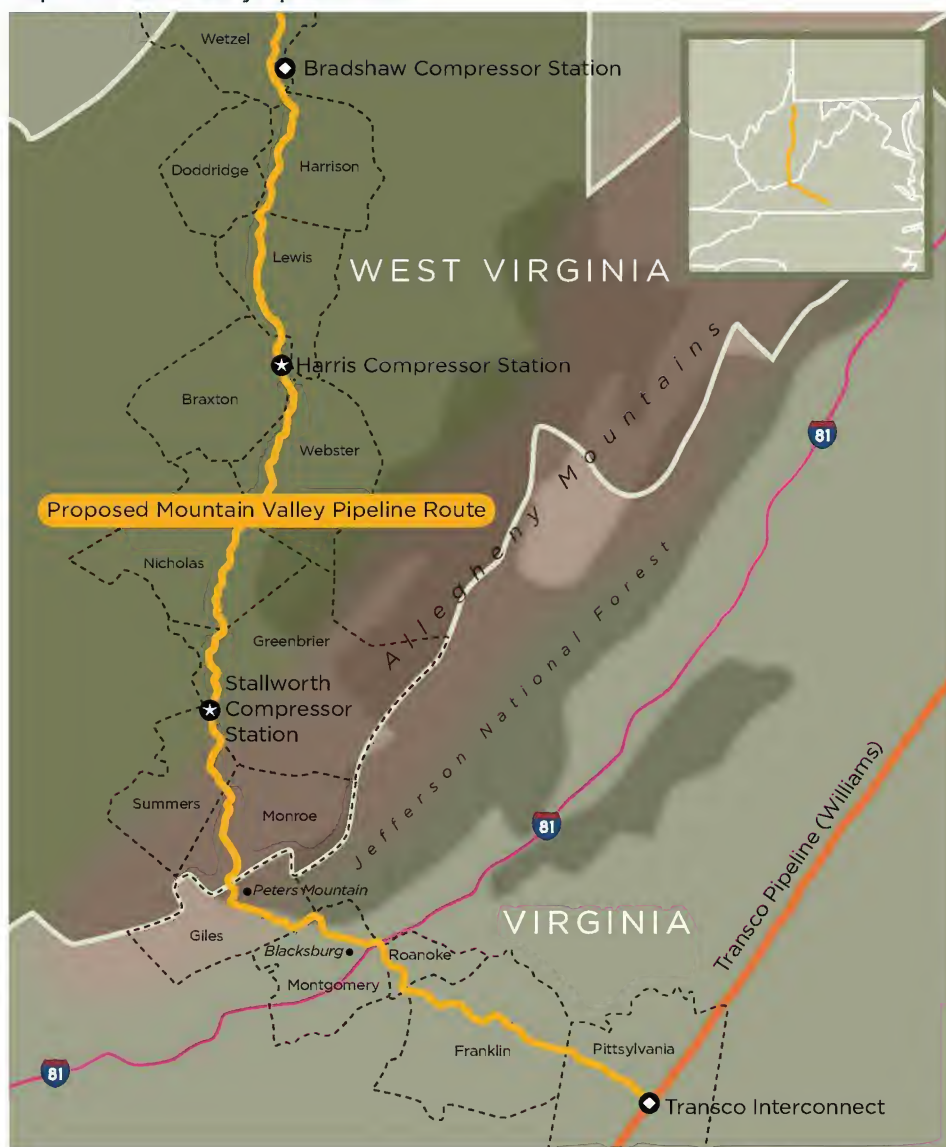 Wetzel
Bradshaw Compressor Station
Doddridge
Harrison
Lewis
WEST VIRGINIA
Harris Compressor Station
Braxton
Webster
81
Proposed Mountain Valley Pipeline Route
Nicholas
Greenbrier
Allegheny Mountains
Jefferson National Forest
Stallworth
Compressor
Station
Summers
Monroe
81
Transco Pipeline (Williams)
Peters Mountain
VIRGINIA
Giles
Blacksburg
Roanoke
Montgomery
Franklin
Pittsylvania
81
Transco Interconnect